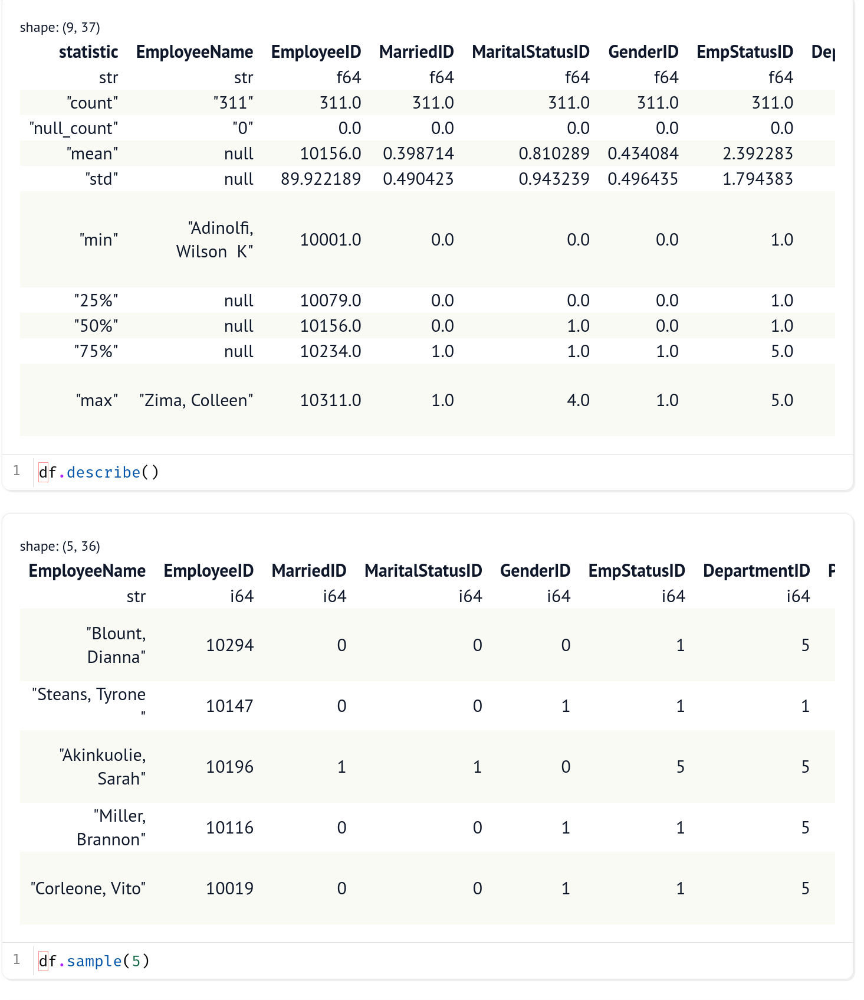 shape: (9, 37)
statistic EmployeeName EmployeeID MarriedID MaritalStatusID GenderID EmpStatusID Dep
str str f64 f64 f64 f64 f64
"count" "311" 311.0 311.0 311.0 311.0 311.0
"null_count" "0" 0.0 0.0 0.0 0.0 0.0
"mean" null 10156.0 0.398714 0.810289 0.434084 2.392283
"std" null 89.922189 0.490423 0.943239 0.496435 1.794383
"Adinolfi,
"min" 10001.0 0.0 0.0 0.0 1.0
Wilson  K"
"25%" null 10079.0 0.0 0.0 0.0 1.0
"50%" null 10156.0 0.0 1.0 0.0 1.0
"75%" null 10234.0 1.0 1.0 1.0 5.0
"max" "Zima, Colleen" 10311.0 1.0 4.0 1.0 5.0
1 df.describe()
shape: (5, 36)
EmployeeName EmployeeID MarriedID MaritalStatusID GenderID EmpStatusID DepartmentID P
str i64 i64 i64 i64 i64 i64
"Blount,
10294 0 0 0 1 5
Dianna"
"Steans, Tyrone
10147 0 0 1 1 1
"
"Akinkuolie,
10196 1 1 0 5 5
Sarah"
"Miller,
10116 0 0 1 1 5
Brannon"
"Corleone, Vito" 10019 0 0 1 1 5
1 df.sample(5)